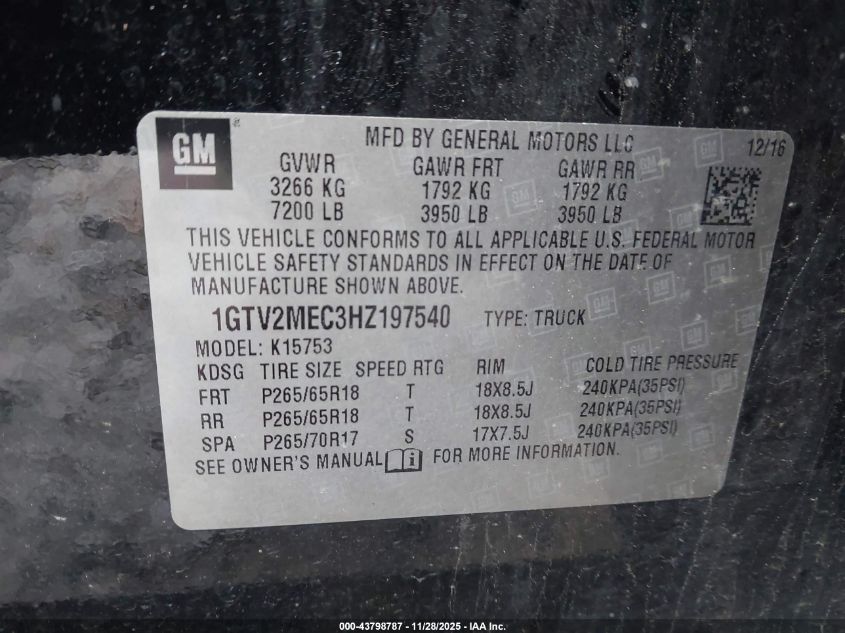 GM
MFD BY GENERAL MOTORS LLC 12/16
GVWR GAWR FRT GAWR RR
3266 KG 1792 KG 1792 KG
7200 LB 3950 LB 3950 LB
THIS VEHICLE CONFORMS TO ALL APPLICABLE U.S. FEDERAL MOTOR
VEHICLE SAFETY STANDARDS IN EFFECT ON THE DATE OF
MANUFACTURE SHOWN ABOVE.
1GTV2MEC3HZ197540 TYPE: TRUCK
MODEL: K15753
KDSG TIRE SIZE SPEED RTG RIM COLD TIRE PRESSURE
FRT P265/65R18 T 18X8.5J 240KPA(35PSI)
RR P265/65R18 T 18X8.5J 240KPA(35PSI)
SPA P265/70R17 S 17X7.5J 240KPA(35PSI)
SEE OWNER'S MANUAL i FOR MORE INFORMATION.
000-43798787 - 11/28/2025 - IAA Inc.